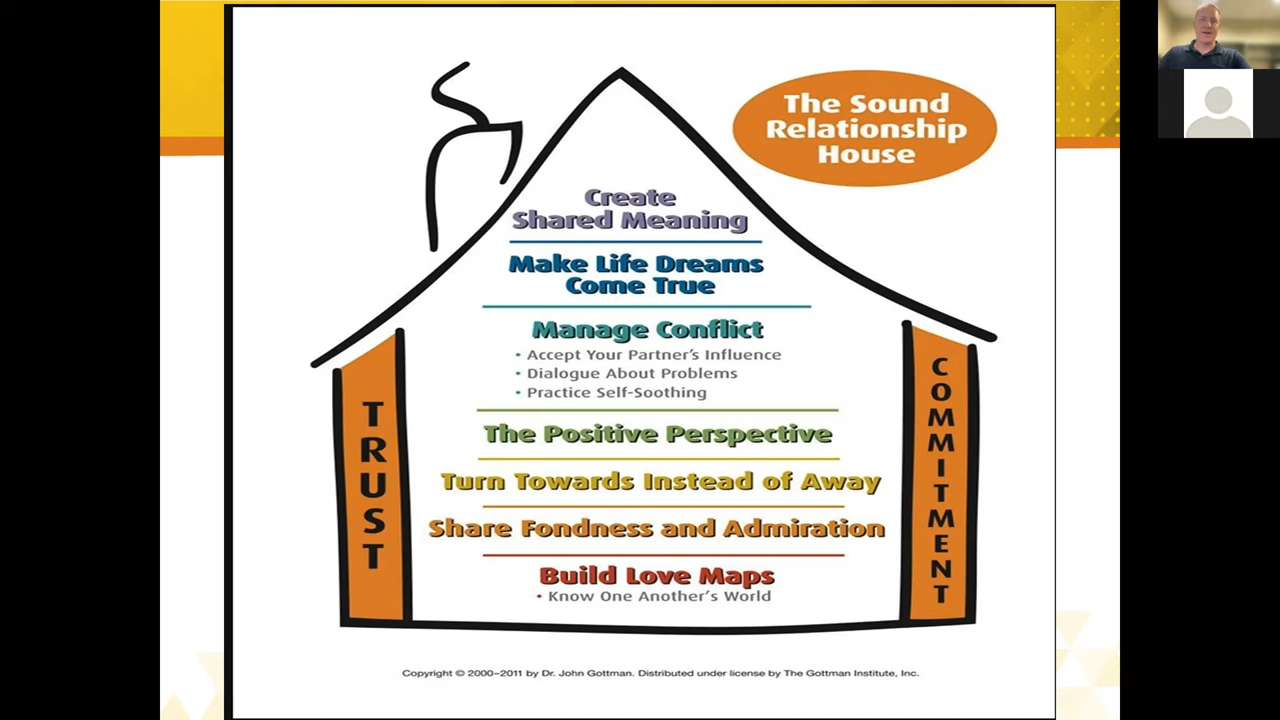 The Sound
Relationship
House
Create
Shared Meaning
Make Life Dreams
Come True
Manage Conflict
• Accept Your Partner's Influence
• Dialogue About Problems
• Practice Self-Soothing
The Positive Perspective
Turn Towards Instead of Away
Share Fondness and Admiration
Build Love Maps
• Know One Another's World
TRUST
COMMITMENT
Copyright © 2000–2011 by Dr. John Gottman. Distributed under license by The Gottman Institute, Inc.